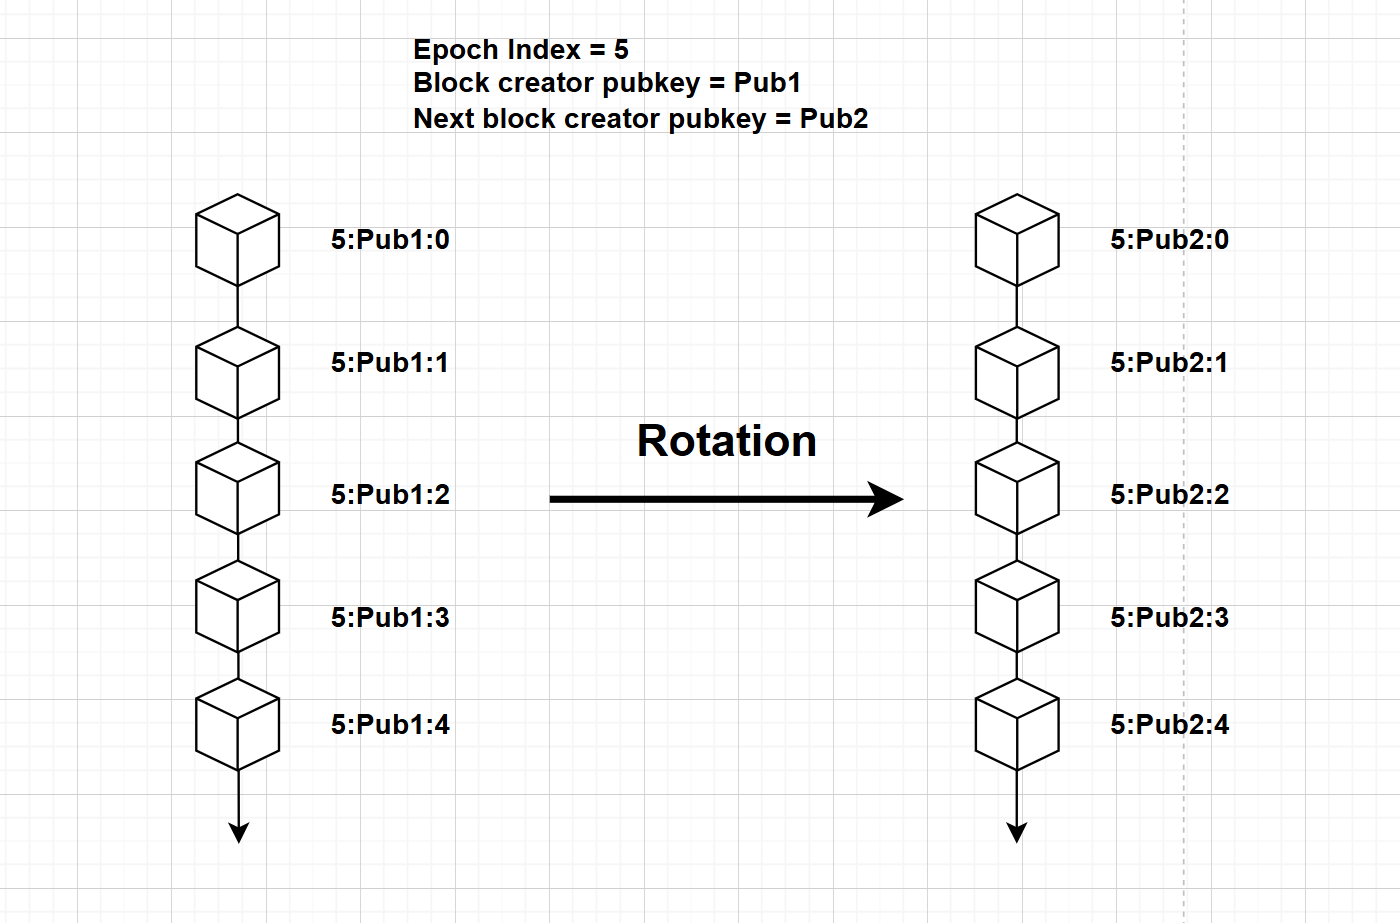 Epoch Index = 5
Block creator pubkey = Pub1
Next block creator pubkey = Pub2
5:Pub1:0
5:Pub1:1
5:Pub1:2
5:Pub1:3
5:Pub1:4
Rotation
5:Pub2:0
5:Pub2:1
5:Pub2:2
5:Pub2:3
5:Pub2:4